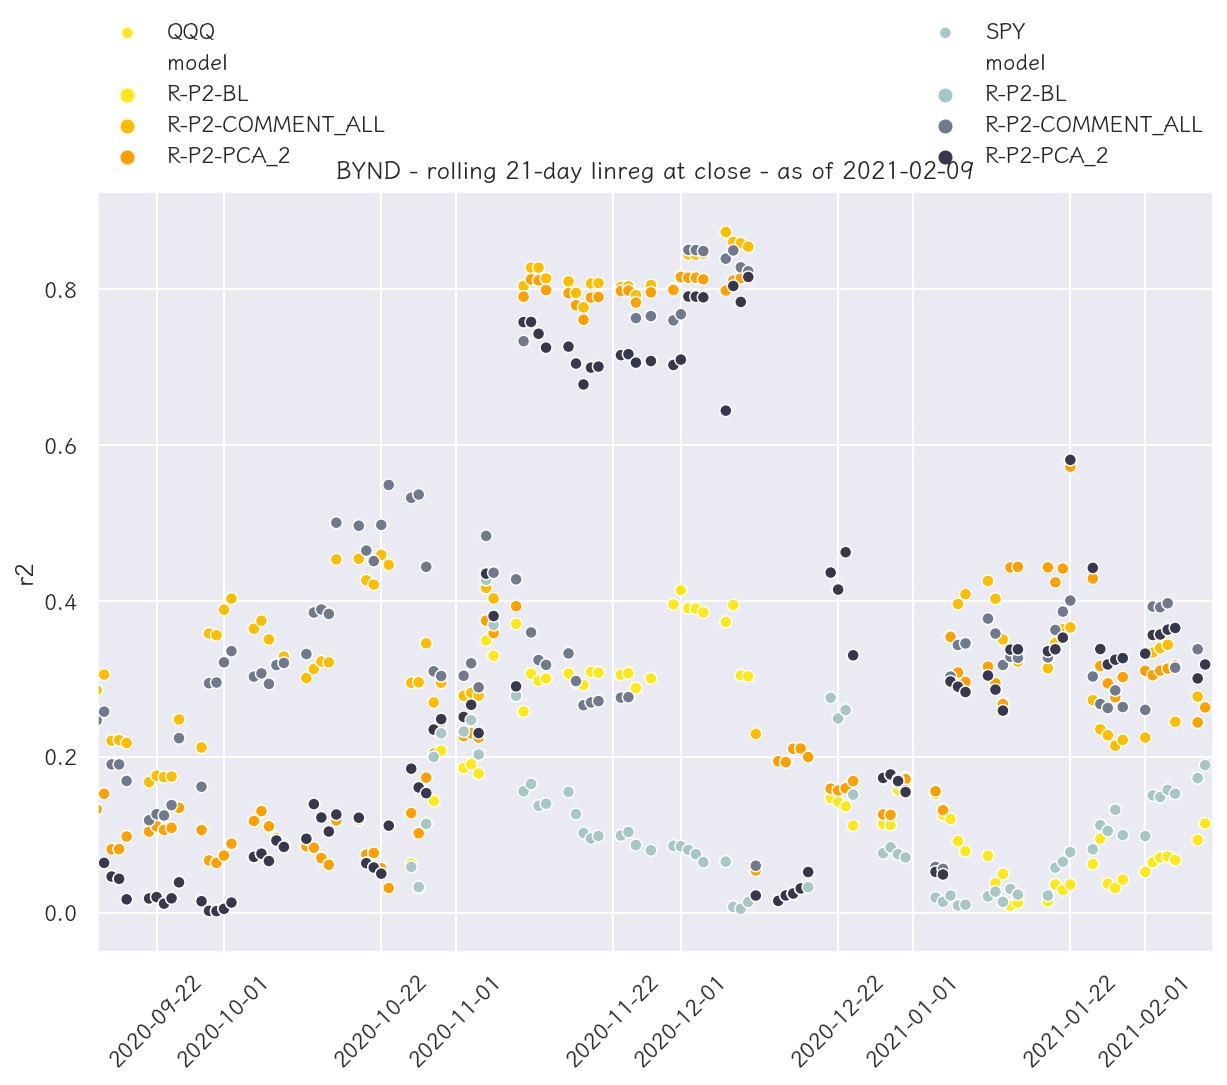 QQQ
model
R-P2-BL
R-P2-COMMENT_ALL
R-P2-PCA_2
SPY
model
R-P2-BL
R-P2-COMMENT_ALL
R-P2-PCA_2
BYND - rolling 21-day linreg at close - as of 2021-02-09
r2
0.8
0.6
0.4
0.2
0.0
2020-09-22
2020-10-01
2020-10-22
2020-11-01
2020-11-22
2020-12-01
2020-12-22
2021-01-01
2021-01-22
2021-02-01